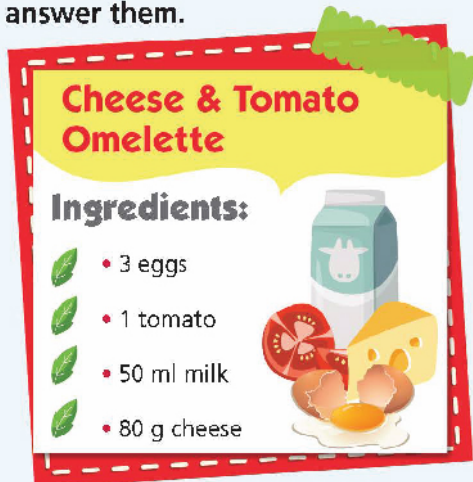 answer them.
Cheese & Tomato
Omelette
Ingredients:
• 3 eggs
• 1 tomato
• 50 ml milk
• 80 g cheese